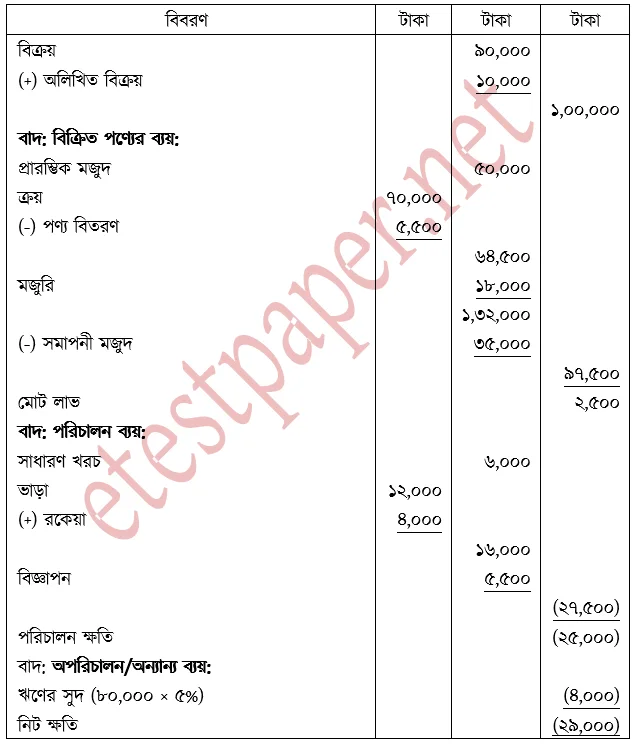 বিবরণ টাকা টাকা টাকা
বিক্রয় ৯০,০০০
(+) অলিখিত বিক্রয় ১০,০০০
১,০০,০০০
বাদ: বিক্রিত পণ্যের ব্যয়:
প্রারম্ভিক মজুদ ৫০,০০০
ক্রয় ৭০,০০০
(-) পণ্য বিতরণ ৫,৫০০
৬৪,৫০০
মজুরি ১৮,০০০
১,৩২,০০০
(-) সমাপনী মজুদ ৩৫,০০০
৯৭,৫০০
মোট লাভ ২,৫০০
বাদ: পরিচালন ব্যয়:
সাধারণ খরচ ৬,০০০
ভাড়া ১২,০০০
(+) রকেয়া ৪,০০০
১৬,০০০
বিজ্ঞাপন ৫,৫০০
(২৭,৫০০)
পরিচালন ক্ষতি (২৫,০০০)
বাদ: অপরিচালন/অন্যান্য ব্যয়:
ঋণের সুদ (৮০,০০০ × ৫%) (৪,০০০)
নিট ক্ষতি (২৯,০০০)
etestpaper.net